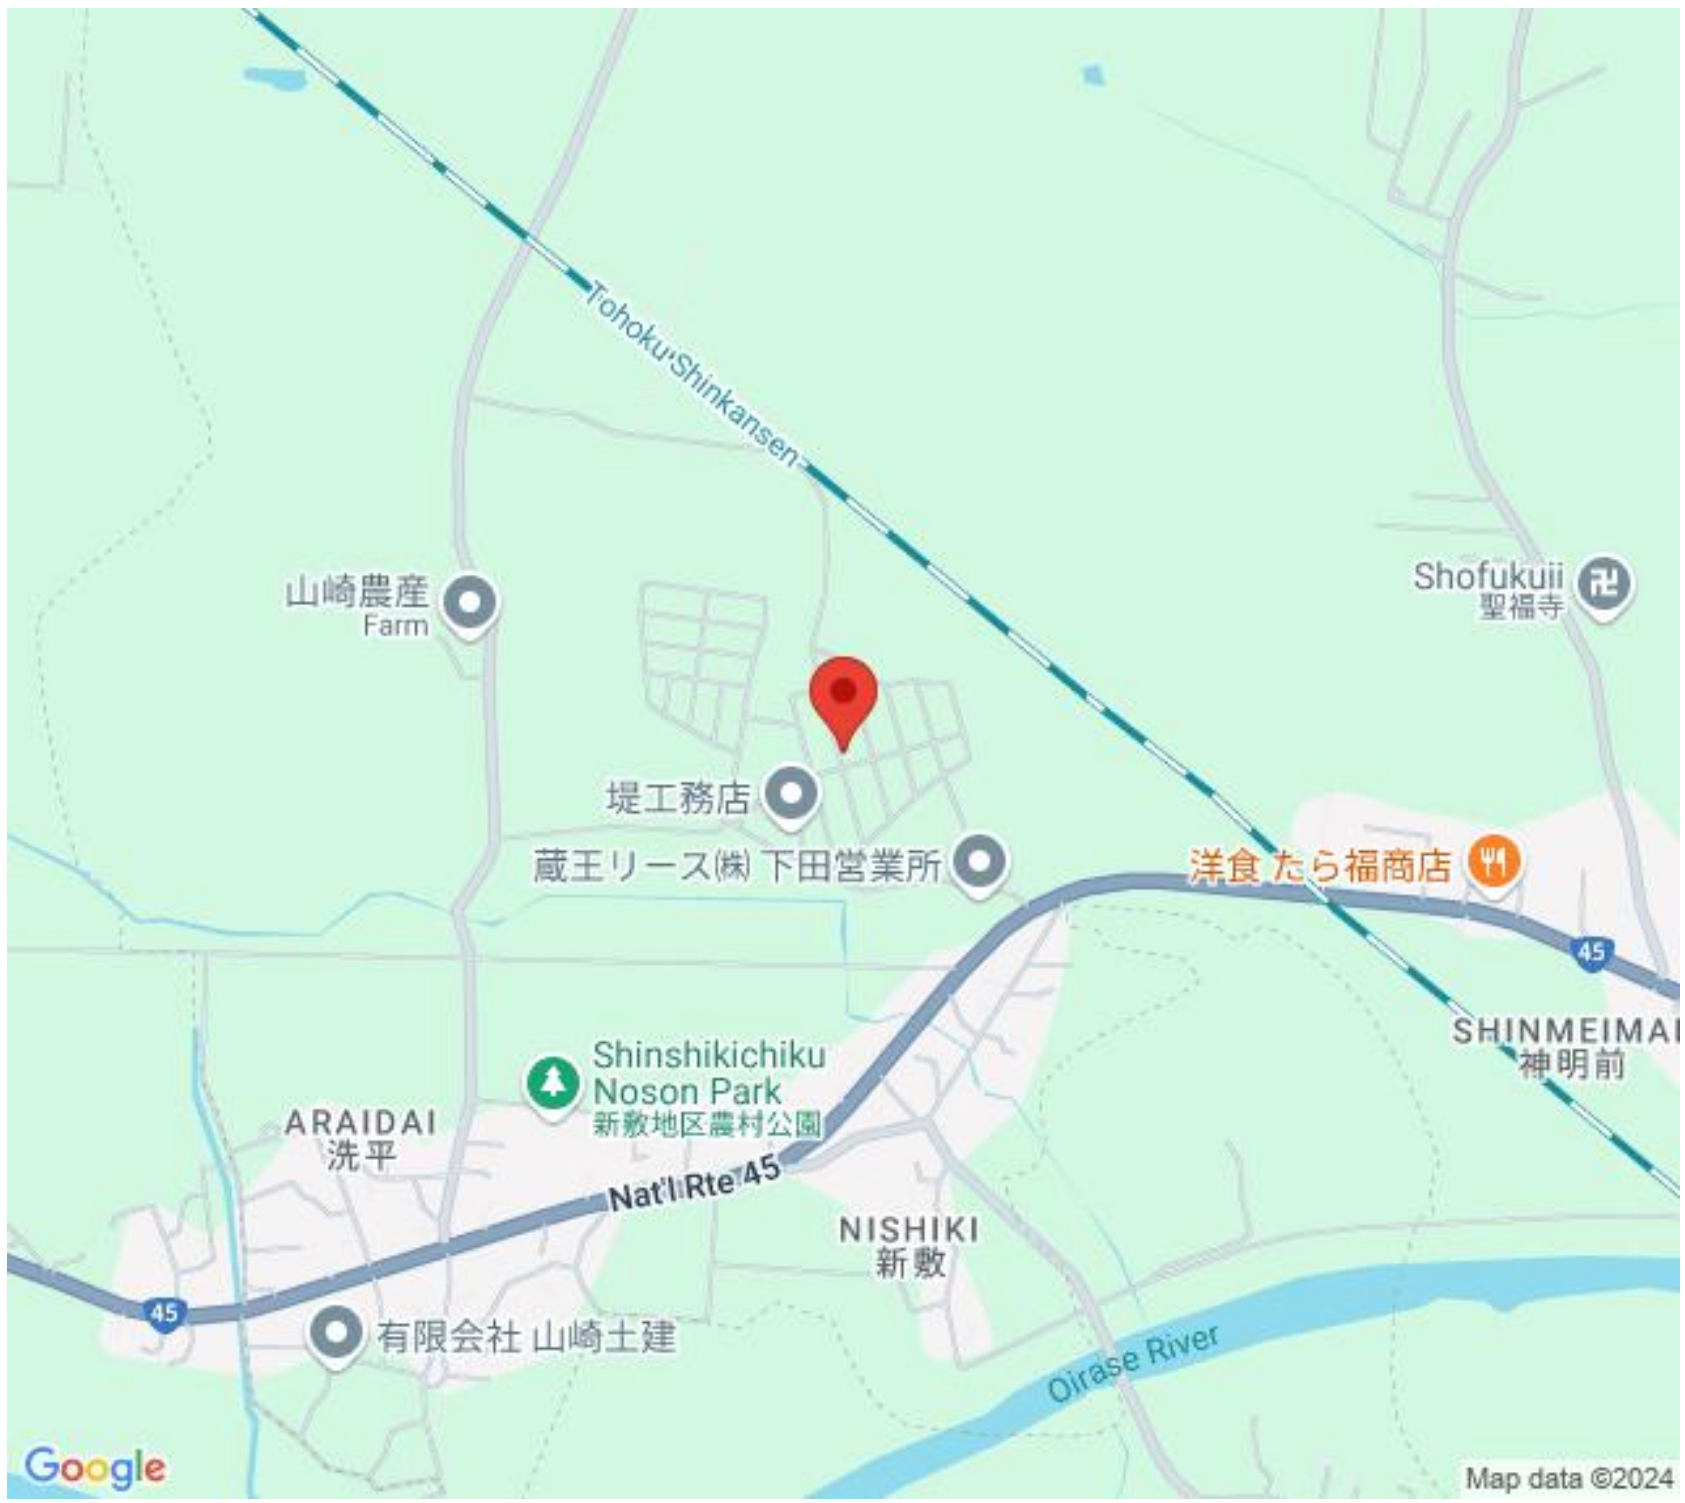 Tohoku Shinkansen
山崎農産
Farm
Shofukuji
聖福寺
堤工務店
蔵王リース㈱ 下田営業所
洋食 たら福商店
45
SHINMEIMAI
神明前
Shinshikichiku
Noson Park
新敷地区農村公園
ARAIDAI
洗平
Nat'l Rte 45
NISHIKI
新敷
45
有限会社 山崎土建
Oirase River
Google
Map data ©2024